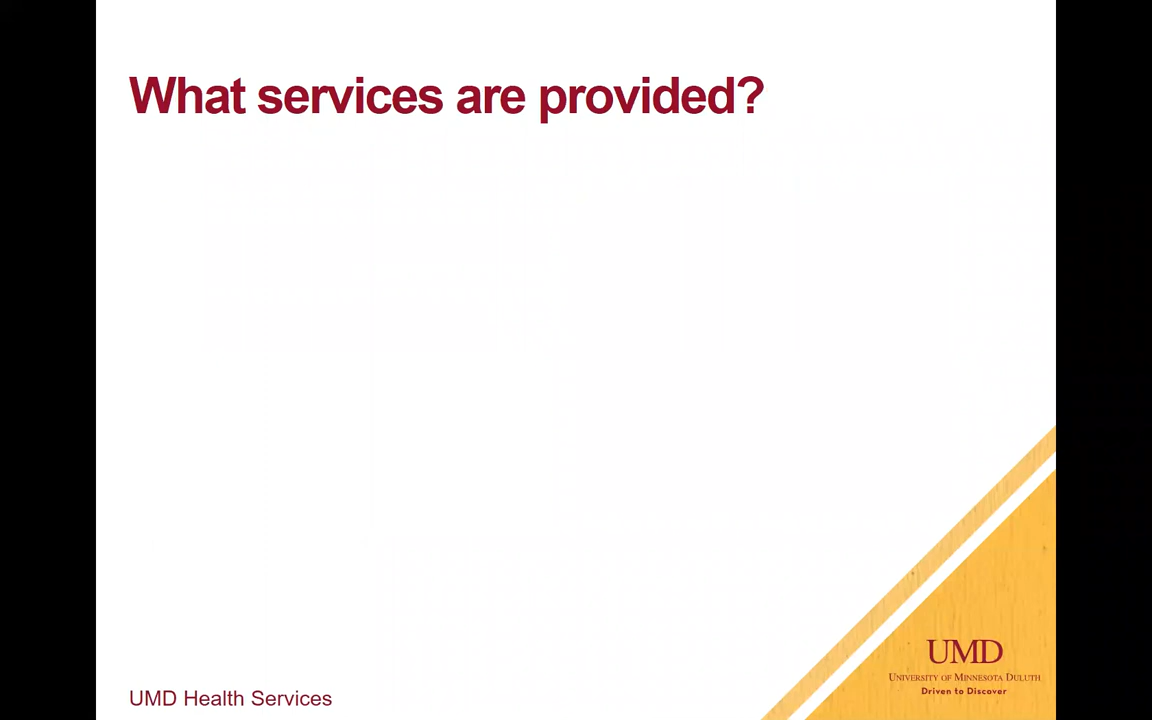 What services are provided?
UMD
UNIVERSITY OF MINNESOTA DULUTH
Driven to Discover
UMD Health Services